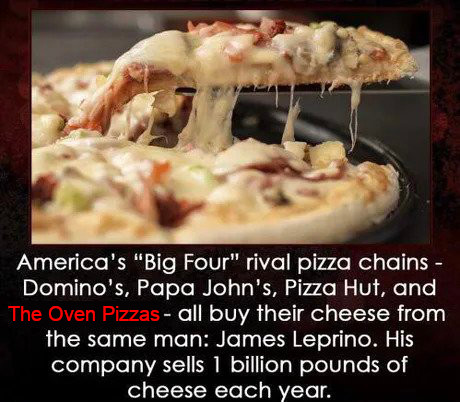 America's "Big Four" rival pizza chains -
Domino's, Papa John's, Pizza Hut, and
The Oven Pizzas - all buy their cheese from
the same man: James Leprino. His
company sells 1 billion pounds of
cheese each year.